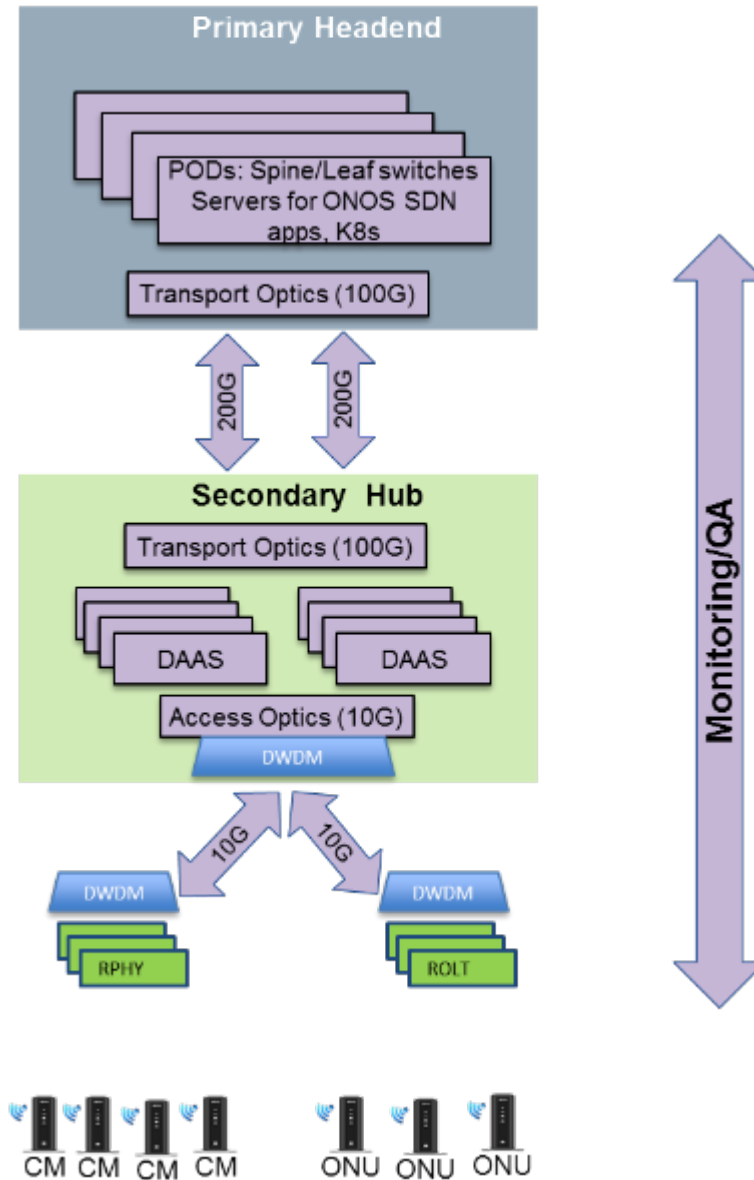 Primary Headend
PODs: Spine/Leaf switches
Servers for ONOS SDN
apps, K8s
Transport Optics (100G)
200G
200G
Secondary Hub
Transport Optics (100G)
DAAS
DAAS
Access Optics (10G)
DWDM
10G
10G
DWDM
DWDM
RPHY
ROLT
CM
CM
CM
CM
ONU
ONU
ONU
Monitoring/QA